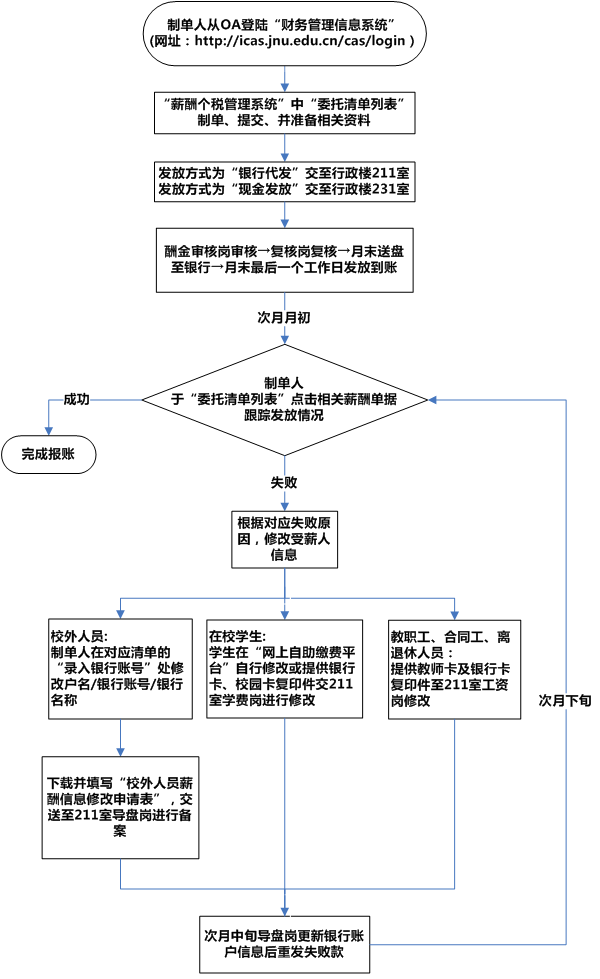 制单人从OA登陆“财务管理信息系统”
(网址：http://icas.jnu.edu.cn/cas/login ）
“薪酬个税管理系统”中“委托清单列表”
制单、提交、并准备相关资料
发放方式为“银行代发”交至行政楼211室
发放方式为“现金发放”交至行政楼231室
酬金审核岗审核→复核岗复核→月末送盘
至银行→月末最后一个工作日发放到账
次月月初
制单人
于“委托清单列表”点击相关薪酬单据
跟踪发放情况
成功
完成报账
失败
根据对应失败原
因，修改受薪人
信息
校外人员:
制单人在对应清单的
“录入银行账号”处修
改户名/银行账号/银行
名称
在校学生:
学生在“网上自助缴费平
台”自行修改或提供银行
卡、校园卡复印件交211
室学费岗进行修改
教职工、合同工、离
退休人员：
提供教师卡及银行卡
复印件至211室工资
岗修改
次月下旬
下载并填写“校外人员薪
酬信息修改申请表”，交
送至211室导盘岗进行备
案
次月中旬导盘岗更新银行账
户信息后重发失败款